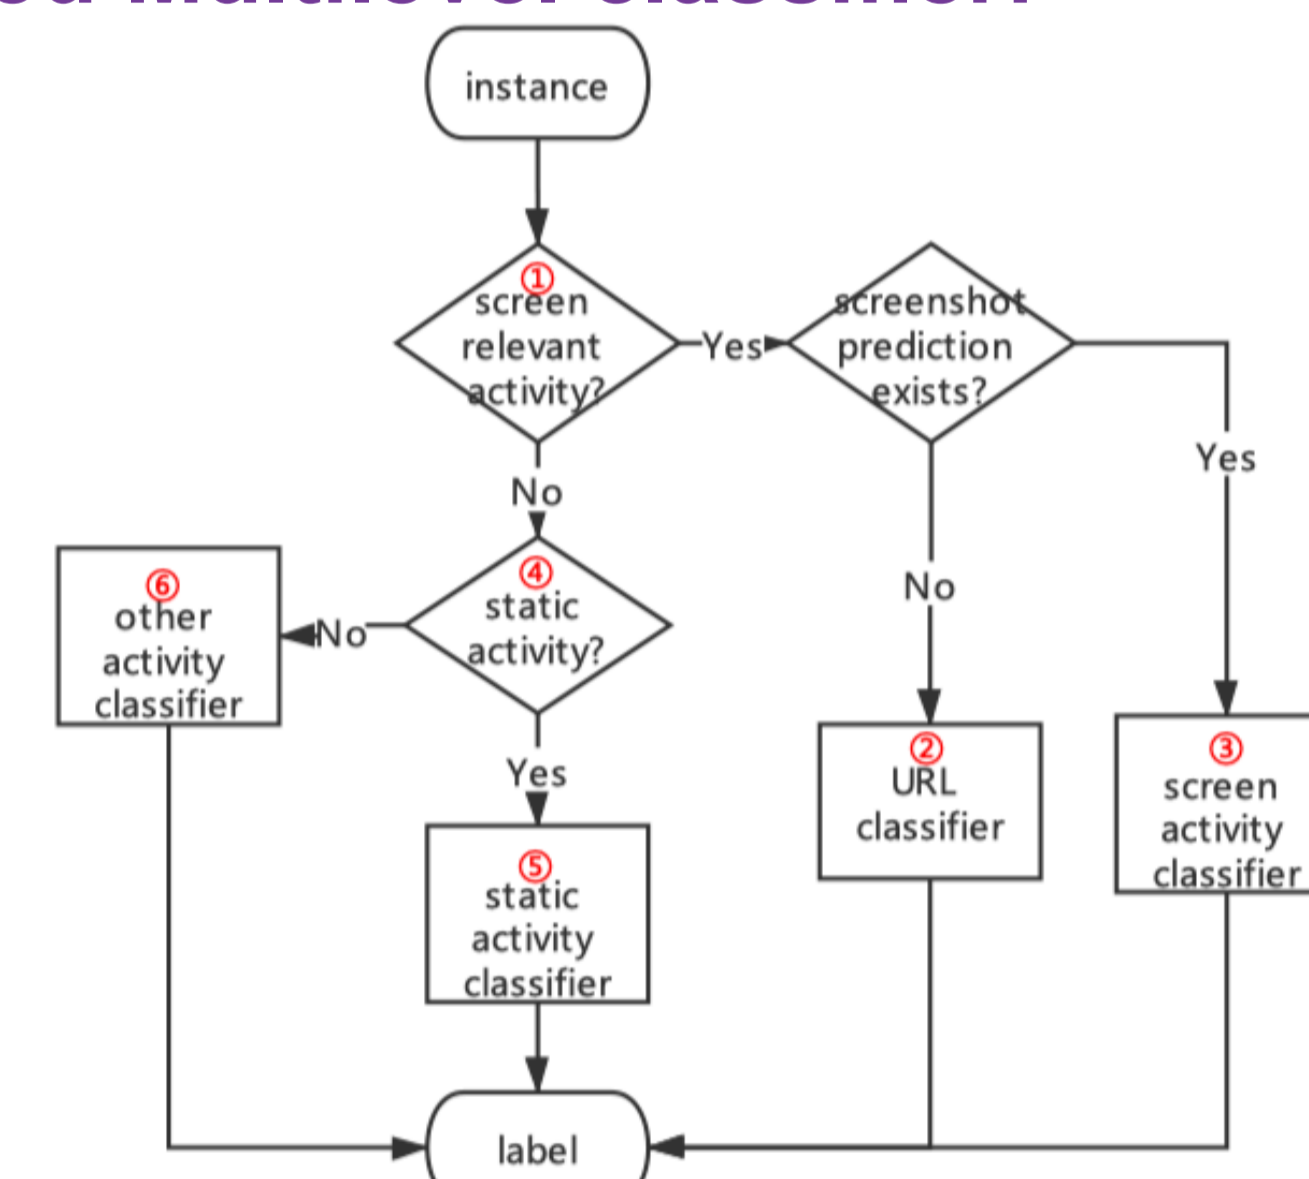 instance
①
screen
relevant
activity?
Yes
screenshot
prediction
exists?
Yes
No
No
⑥
other
activity
classifier
No
④
static
activity?
Yes
②
URL
classifier
③
screen
activity
classifier
⑤
static
activity
classifier
label